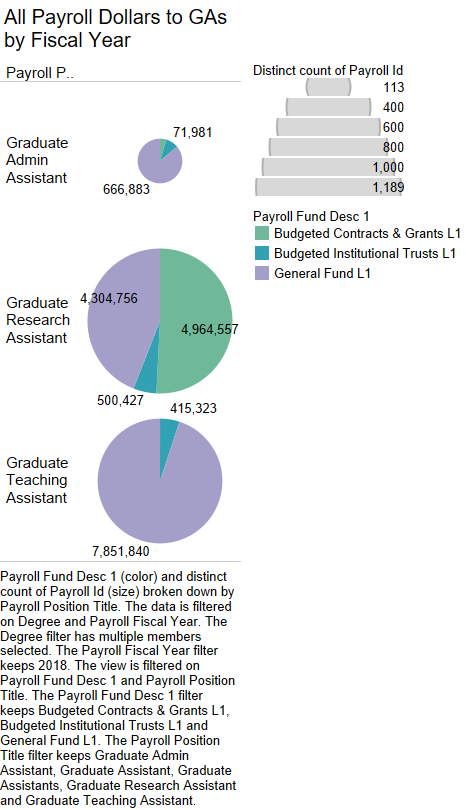 All Payroll Dollars to GAs
by Fiscal Year
Payroll P..
Distinct count of Payroll Id
113
400
600
800
1,000
1,189
Payroll Fund Desc 1
Budgeted Contracts & Grants L1
Budgeted Institutional Trusts L1
General Fund L1
Graduate
Admin
Assistant
71,981
666,883
Graduate
Research
Assistant
4,304,756
4,964,557
500,427
Graduate
Teaching
Assistant
415,323
7,851,840
Payroll Fund Desc 1 (color) and distinct
count of Payroll Id (size) broken down by
Payroll Position Title. The data is filtered
on Degree and Payroll Fiscal Year. The
Degree filter has multiple members
selected. The Payroll Fiscal Year filter
keeps 2018. The view is filtered on
Payroll Fund Desc 1 and Payroll Position
Title. The Payroll Fund Desc 1 filter
keeps Budgeted Contracts & Grants L1,
Budgeted Institutional Trusts L1 and
General Fund L1. The Payroll Position
Title filter keeps Graduate Admin
Assistant, Graduate Assistant, Graduate
Assistants, Graduate Research Assistant
and Graduate Teaching Assistant.